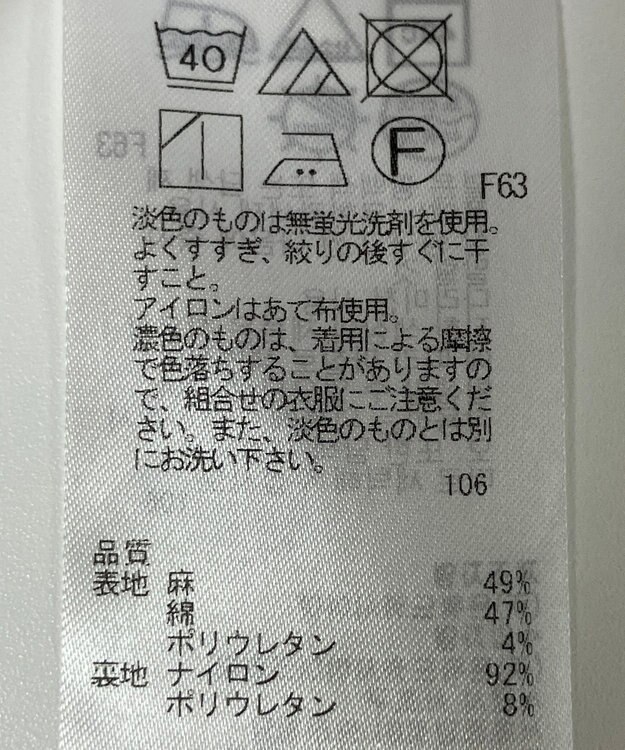 40
F
F63
淡色のものは無蛍光洗剤を使用。
よくすすぎ、絞りの後すぐに干
すこと。
アイロンはあて布使用。
濃色のものは、着用による摩擦
で色落ちすることがありますの
で、組合せの衣服にご注意くだ
さい。また、淡色のものとは別
にお洗い下さい。
106
品質
表地 麻 49%
綿 47%
ポリウレタン 4%
裏地 ナイロン 92%
ポリウレタン 8%